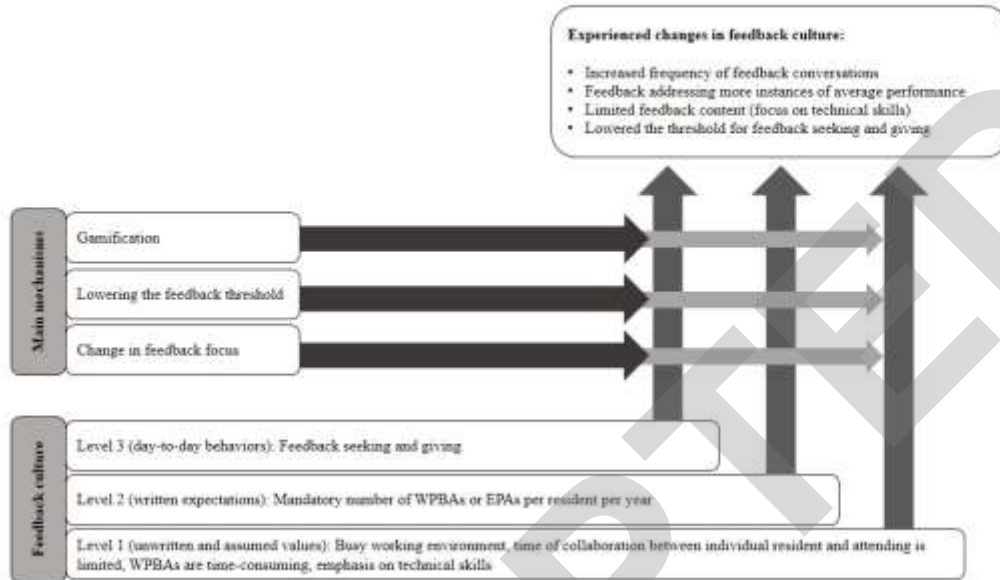 Experienced changes in feedback culture:
• Increased frequency of feedback conversations
• Feedback addressing more instances of average performance
• Limited feedback content (focus on technical skills)
• Lowered the threshold for feedback seeking and giving
Main mechanisms
Gamification
Lowering the feedback threshold
Change in feedback focus
Feedback culture
Level 3 (day-to-day behaviors): Feedback seeking and giving
Level 2 (written expectations): Mandatory number of WPBAs or EPAs per resident per year
Level 1 (unwritten and assumed values): Busy working environment, time of collaboration between individual resident and attending is
limited, WPBAs are time-consuming, emphasis on technical skills